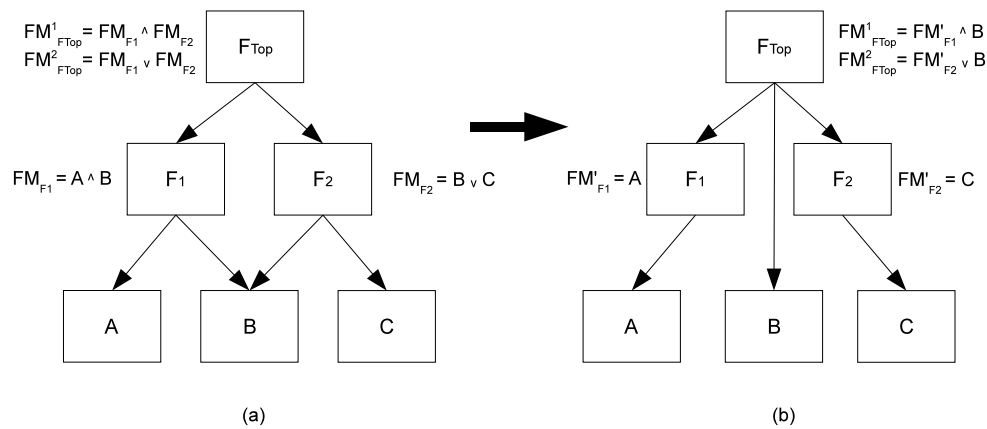 FM¹FTop = FMF1 ∧ FMF2
FM²FTop = FMF1 ∨ FMF2
FTop
FMF1 = A ∧ B
F1
F2
FMF2 = B ∨ C
A
B
C
(a)
FTop
FM¹FTop = FM'F1 ∧ B
FM²FTop = FM'F2 ∨ B
FM'F1 = A
F1
F2
FM'F2 = C
A
B
C
(b)